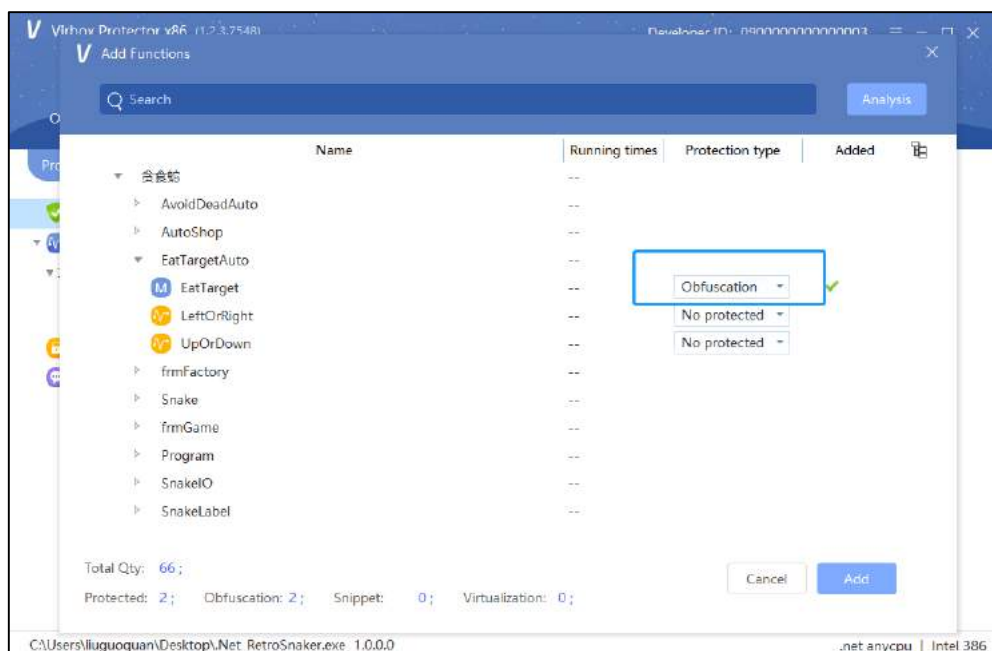 Virbox Protector x86 (1.2.3.7548) Developer ID: 0900000000000003
Add Functions
Search Analysis
Name Running times Protection type Added
贪食蛇 --
AvoidDeadAuto --
AutoShop --
EatTargetAuto --
M EatTarget -- Obfuscation
LeftOrRight -- No protected
UpOrDown -- No protected
frmFactory --
Snake --
frmGame --
Program --
SnakeIO --
SnakeLabel --
Total Qty: 66 ;
Cancel Add
Protected: 2 ; Obfuscation: 2 ; Snippet: 0 ; Virtualization: 0 ;
C:\Users\liuguoquan\Desktop\.Net RetroSnaker.exe 1.0.0.0 .net anycpu | Intel 386